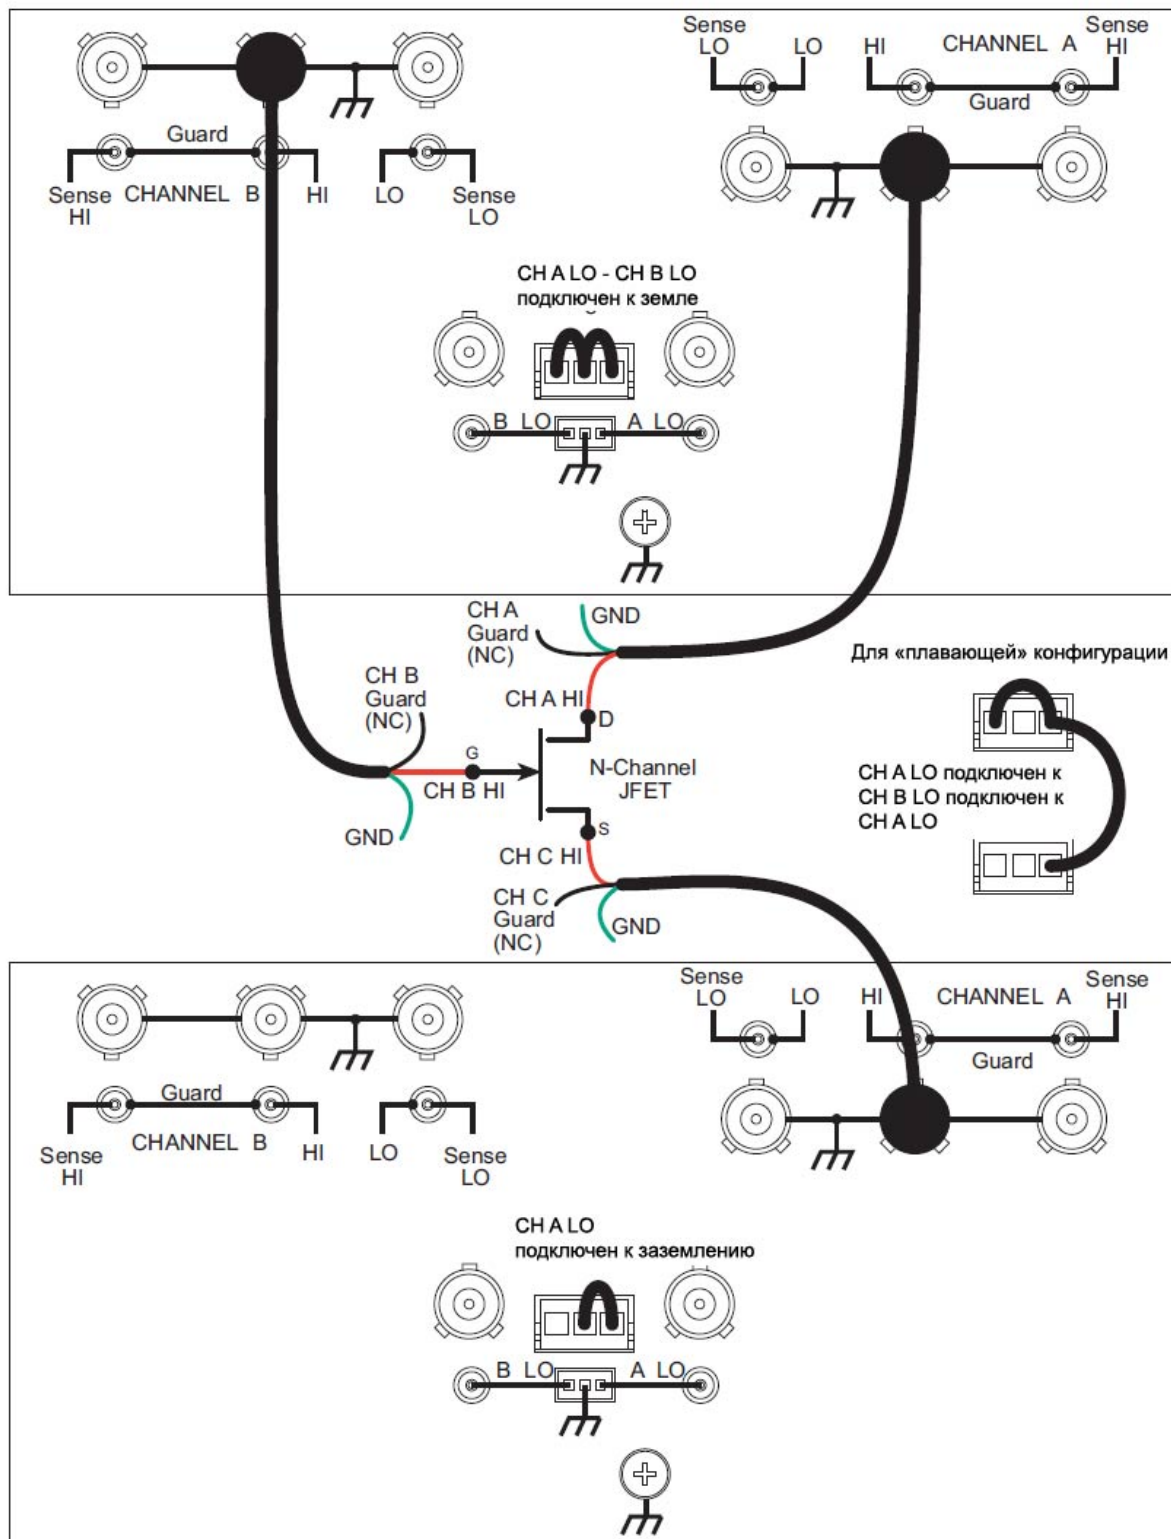 Sense
LO
LO
HI
CHANNEL A
Sense
HI
Guard
Guard
Sense
HI
CHANNEL B
HI
LO
Sense
LO
CH A LO - CH B LO
подключен к земле
B LO
A LO
CH A
Guard
(NC)
GND
Для «плавающей» конфигурации
CH B
Guard
(NC)
CH A HI
D
G
N-Channel
JFET
CH B HI
CH A LO подключен к
CH B LO подключен к
CH A LO
GND
S
CH C HI
CH C
Guard
(NC)
GND
Sense
LO
LO
HI
CHANNEL A
Sense
HI
Guard
Guard
Sense
HI
CHANNEL B
HI
LO
Sense
LO
CH A LO
подключен к заземлению
B LO
A LO